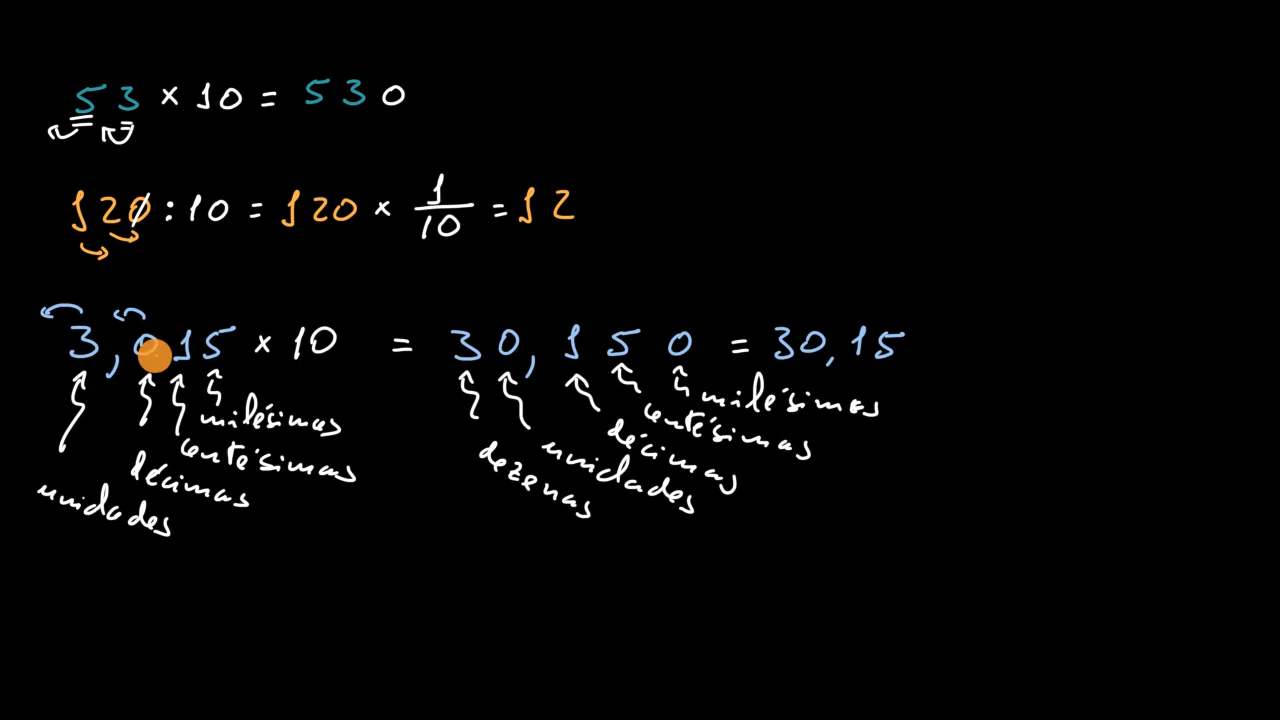 53 × 10 = 530
120 : 10 = 120 × 1/10 = 12
3,015 × 10 = 30,150 = 30,15
milésimas
centésimas
décimas
unidades
milésimas
centésimas
décimas
unidades
dezenas